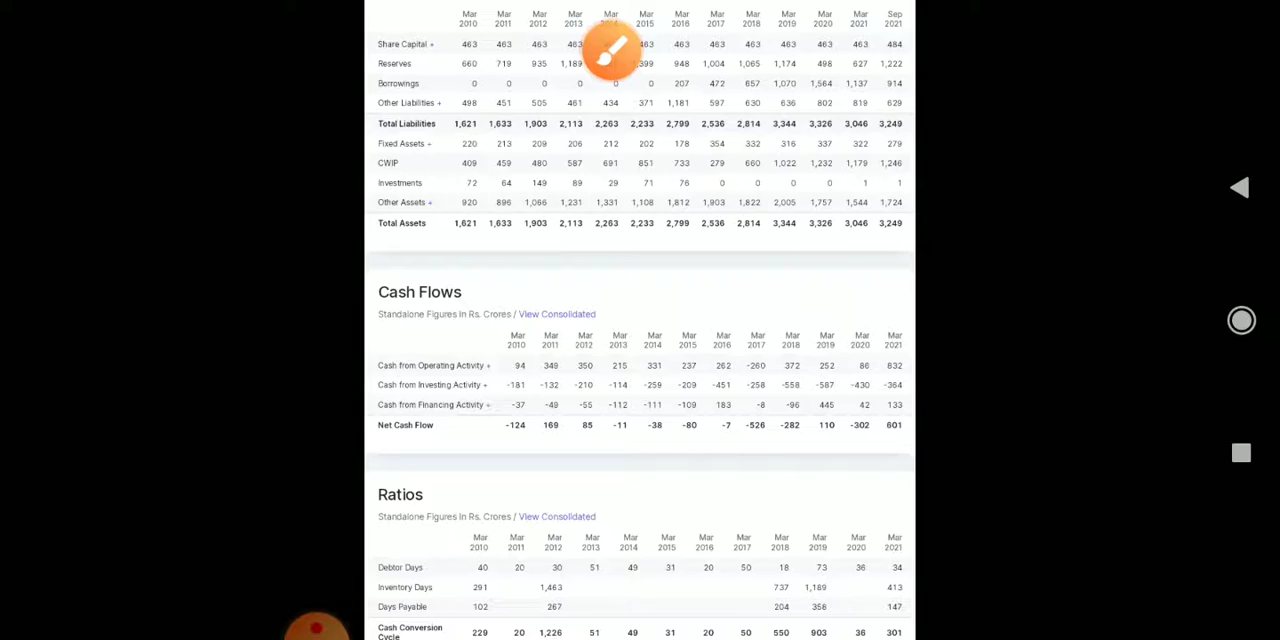 Mar Mar Mar Mar Mar Mar Mar Mar Mar Mar Mar Sep
2010 2011 2012 2013 2015 2016 2017 2018 2019 2020 2021 2021
Share Capital + 463 463 463 463 463 463 463 463 463 463 463 484
Reserves 660 719 935 1,189 948 1,004 1,065 1,174 498 627 1,222
Borrowings 0 0 0 0 0 0 207 472 657 1,070 1,564 1,137 914
Other Liabilities + 498 451 505 461 434 371 1,181 597 630 636 802 819 629
Total Liabilities 1,621 1,633 1,903 2,113 2,263 2,233 2,799 2,536 2,814 3,344 3,326 3,046 3,249
Fixed Assets + 220 213 209 206 212 202 178 354 332 316 337 322 279
CWIP 409 459 480 587 691 851 733 279 660 1,022 1,232 1,179 1,246
Investments 72 64 149 89 29 71 76 0 0 0 0 1 1
Other Assets + 920 896 1,066 1,231 1,331 1,108 1,812 1,903 1,822 2,005 1,757 1,544 1,724
Total Assets 1,621 1,633 1,903 2,113 2,263 2,233 2,799 2,536 2,814 3,344 3,326 3,046 3,249
Cash Flows
Standalone Figures in Rs. Crores / View Consolidated
Mar Mar Mar Mar Mar Mar Mar Mar Mar Mar Mar Mar
2010 2011 2012 2013 2014 2015 2016 2017 2018 2019 2020 2021
Cash from Operating Activity + 94 349 350 215 331 237 262 -260 372 252 86 832
Cash from Investing Activity + -181 -132 -210 -114 -259 -209 -451 -258 -558 -587 -430 -364
Cash from Financing Activity + -37 -49 -55 -112 -111 -109 183 -8 -96 445 42 133
Net Cash Flow -124 169 85 -11 -38 -80 -7 -526 -282 110 -302 601
Ratios
Standalone Figures in Rs. Crores / View Consolidated
Mar Mar Mar Mar Mar Mar Mar Mar Mar Mar Mar Mar
2010 2011 2012 2013 2014 2015 2016 2017 2018 2019 2020 2021
Debtor Days 40 20 30 51 49 31 20 50 18 73 36 34
Inventory Days 291 1,463 737 1,189 413
Days Payable 102 267 204 358 147
Cash Conversion
Cycle 229 20 1,226 51 49 31 20 50 550 903 36 301